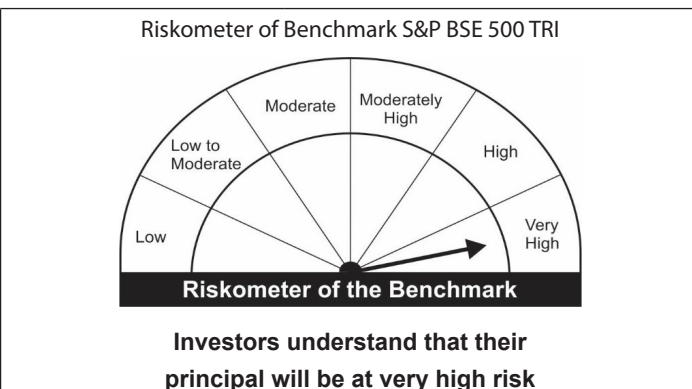 Riskometer of Benchmark S&P BSE 500 TRI
Moderate
Moderately
High
Low to
Moderate
High
Low
Very
High
Riskometer of the Benchmark
Investors understand that their
principal will be at very high risk